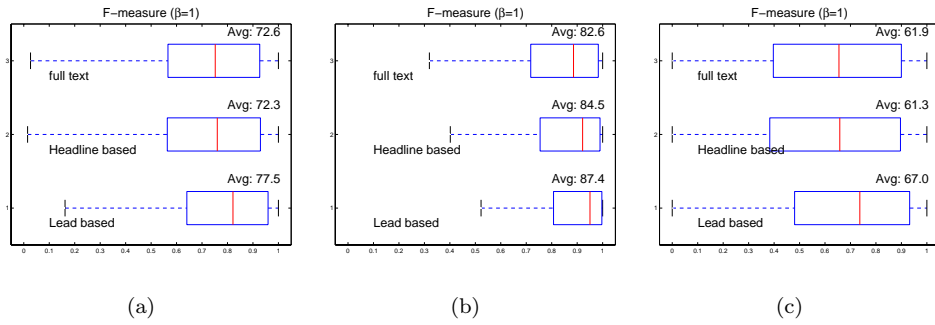 F−measure (β=1)
Avg: 72.6
3
full text
Avg: 72.3
2
Headline based
Avg: 77.5
1
Lead based
0 0.1 0.2 0.3 0.4 0.5 0.6 0.7 0.8 0.9 1
(a)
F−measure (β=1)
Avg: 82.6
3
full text
Avg: 84.5
2
Headline based
Avg: 87.4
1
Lead based
0 0.1 0.2 0.3 0.4 0.5 0.6 0.7 0.8 0.9 1
(b)
F−measure (β=1)
Avg: 61.9
3
full text
Avg: 61.3
2
Headline based
Avg: 67.0
1
Lead based
0 0.1 0.2 0.3 0.4 0.5 0.6 0.7 0.8 0.9 1
(c)